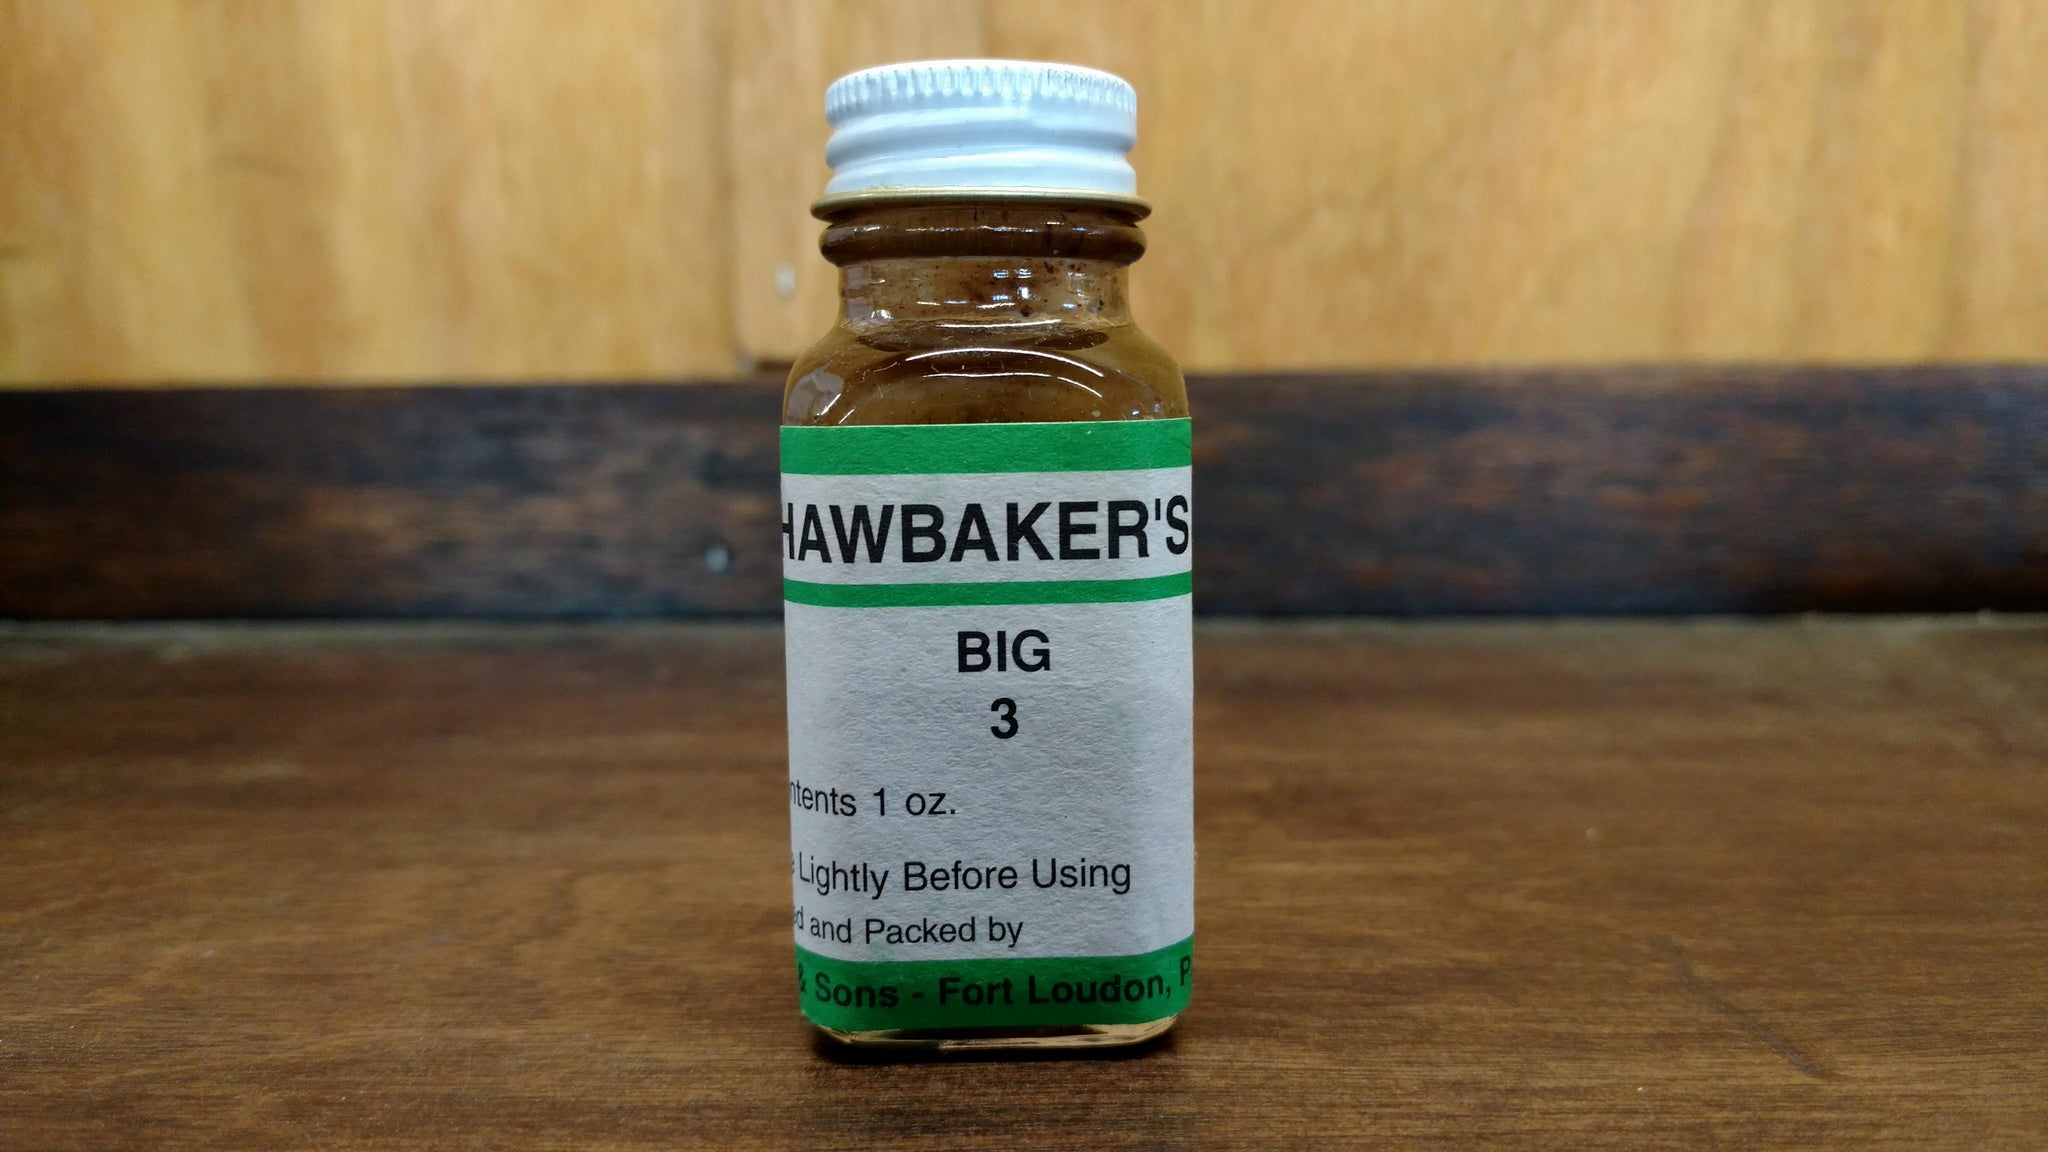 HAWBAKER'S
BIG
3
ntents 1 oz.
Lightly Before Using
d and Packed by
& Sons - Fort Loudon, P